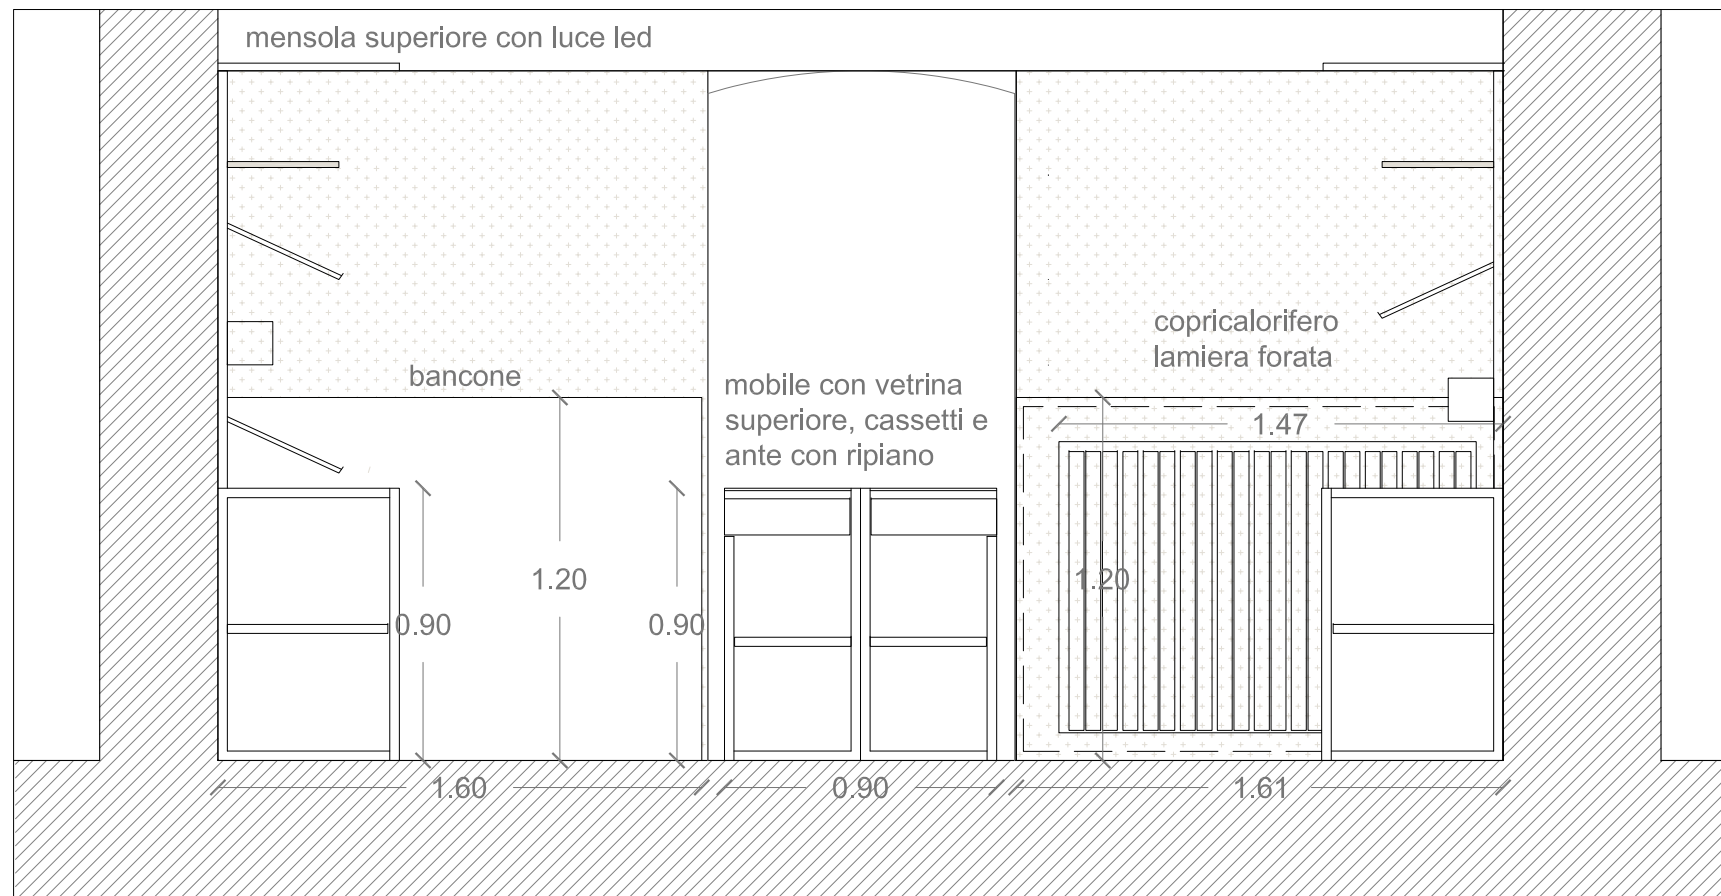 mensola superiore con luce led
copricalorifero
lamiera forata
bancone
mobile con vetrina
superiore, cassetti e
ante con ripiano
1.47
1.20
1.20
0.90
0.90
1.60
0.90
1.61